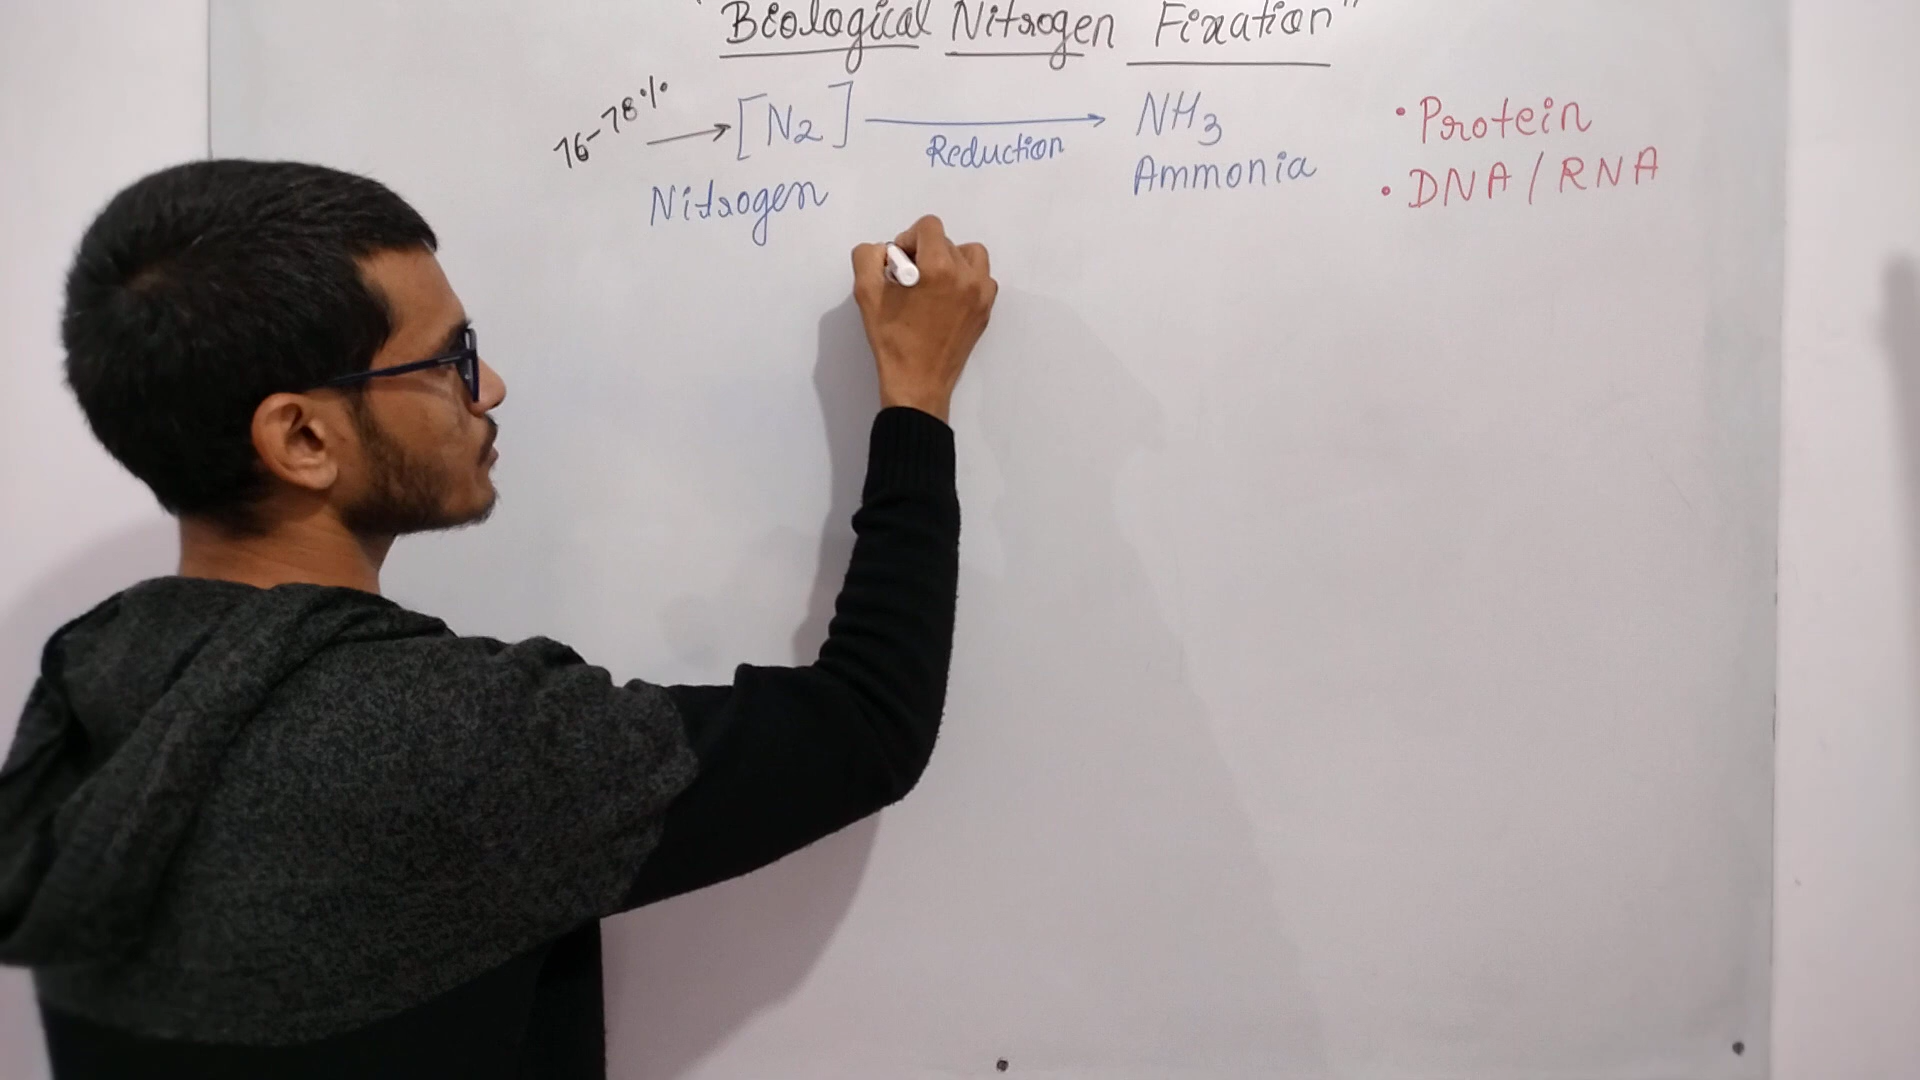 "Biological Nitrogen Fixation"
76-78% → [N2] → NH3
Reduction
Nitrogen
Ammonia
• Protein
• DNA / RNA